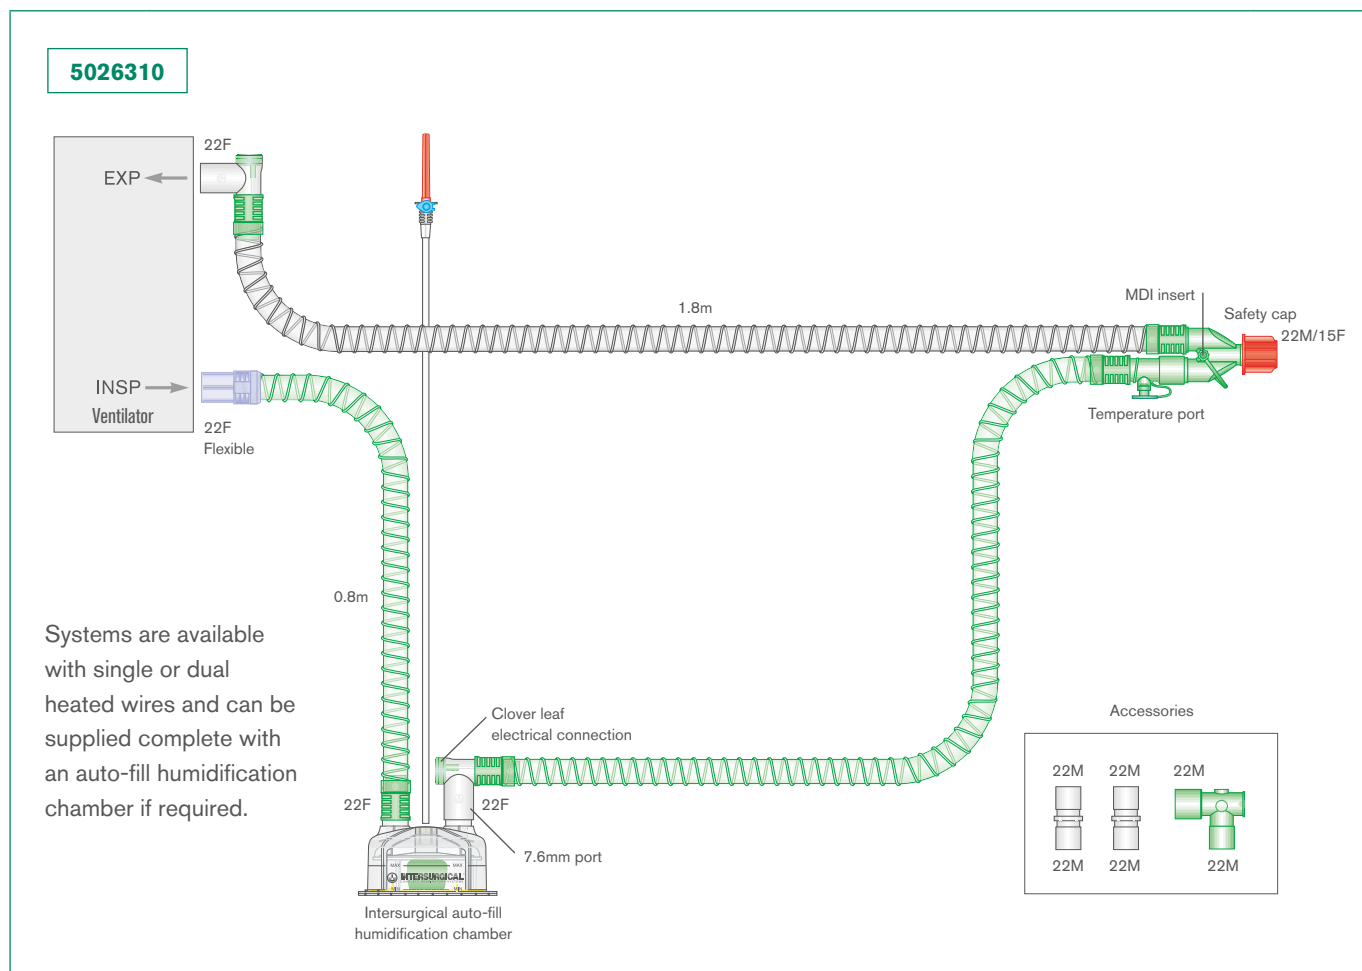 5026310
22F
EXP
1.8m
MDI insert
Safety cap
22M/15F
INSP
Ventilator
22F
Flexible
Temperature port
0.8m
Systems are available
with single or dual
heated wires and can be
supplied complete with
an auto-fill humidification
chamber if required.
Clover leaf
electrical connection
22F
22F
7.6mm port
MAX
MAX
INTERSURGICAL
Intersurgical auto-fill
humidification chamber
Accessories
22M
22M
22M
22M
22M
22M